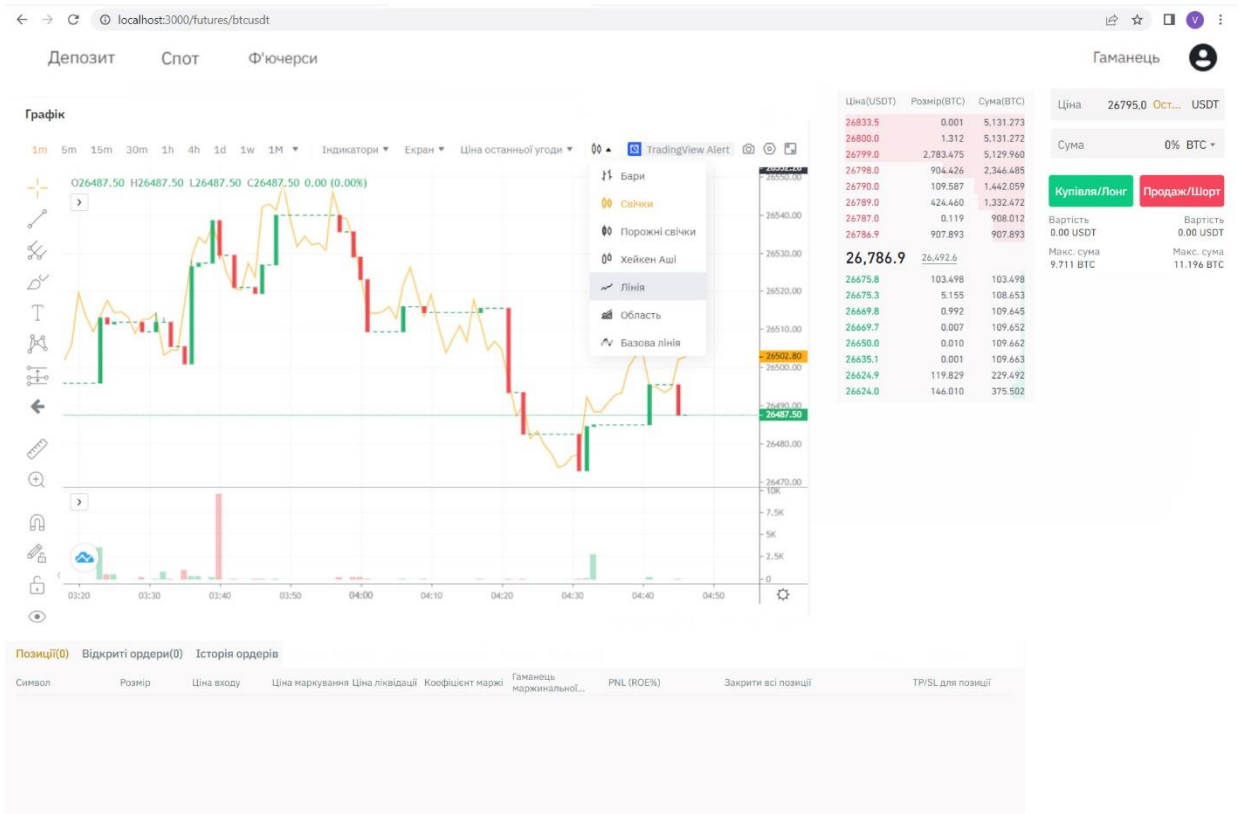 localhost:3000/futures/btcusdt
V
Депозит Спот Ф'ючерси Гаманець
Графік
1m 5m 15m 30m 1h 4h 1d 1w 1M Індикатори Екран Ціна останньої угоди TradingView Alert
O26487.50 H26487.50 L26487.50 C26487.50 0.00 (0.00%)
Бари
Свічки
Порожні свічки
Хейкен Аші
Лінія
Область
Базова лінія
26550.00
26540.00
26530.00
26520.00
26510.00
26502.80
26500.00
26490.00
26487.50
26480.00
26470.00
10K
7.5K
5K
2.5K
0
03:20 03:30 03:40 03:50 04:00 04:10 04:20 04:30 04:40 04:50
Ціна(USDT) Розмір(BTC) Сума(BTC)
26833.5 0.001 5,131.273
26800.0 1.312 5,131.272
26799.0 2,783.475 5,129.960
26798.0 904.426 2,346.485
26790.0 109.587 1,442.059
26789.0 424.460 1,332.472
26787.0 0.119 908.012
26786.9 907.893 907.893
26,786.9 26,492.6
26675.8 103.498 103.498
26675.3 5.155 108.653
26669.8 0.992 109.645
26669.7 0.007 109.652
26650.0 0.010 109.662
26635.1 0.001 109.663
26624.9 119.829 229.492
26624.0 146.010 375.502
Ціна 26795,0 Ост... USDT
Сума 0% BTC
Купівля/Лонг Продаж/Шорт
Вартість Вартість
0.00 USDT 0.00 USDT
Макс. сума Макс. сума
9.711 BTC 11.196 BTC
Позиції(0) Відкриті ордери(0) Історія ордерів
Символ Розмір Ціна входу Ціна маркування Ціна ліквідації Коефіцієнт маржі Гаманець маржинальної... PNL (ROE%) Закрити всі позиції TP/SL для позиції